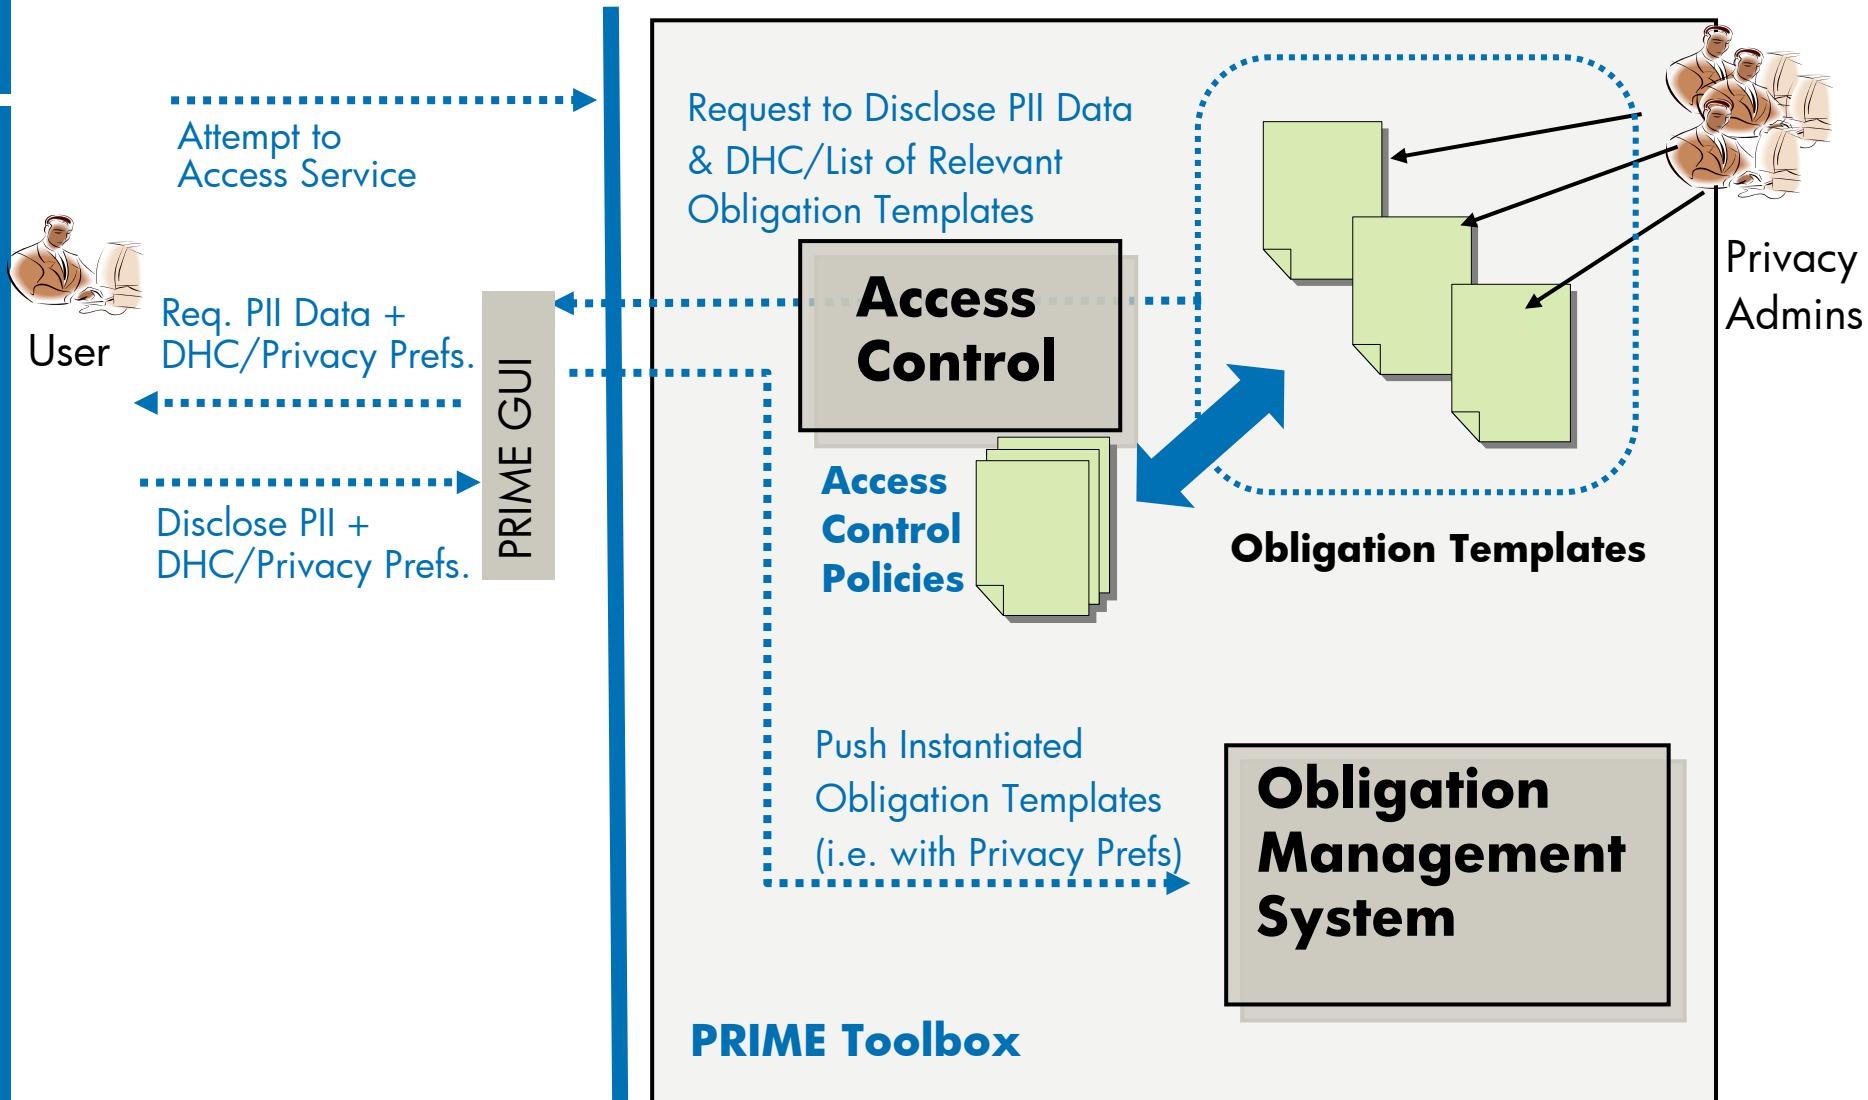 Attempt to
Access Service
User
Req. PII Data +
DHC/Privacy Prefs.
Disclose PII +
DHC/Privacy Prefs.
PRIME GUI
Request to Disclose PII Data
& DHC/List of Relevant
Obligation Templates
Access
Control
Access
Control
Policies
Obligation Templates
Privacy
Admins
Push Instantiated
Obligation Templates
(i.e. with Privacy Prefs)
Obligation
Management
System
PRIME Toolbox